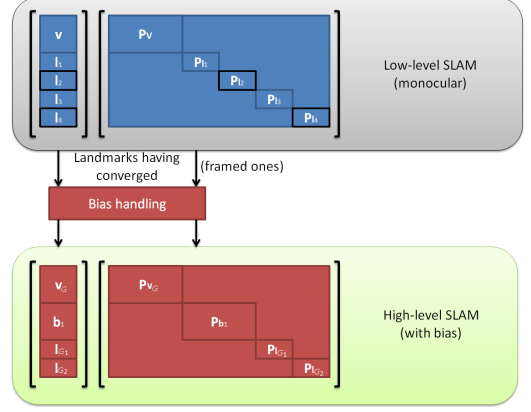 v
l1
l2
l3
l4
Pv
Pl1
Pl2
Pl3
Pl4
Low-level SLAM
(monocular)
Landmarks having
converged
(framed ones)
Bias handling
vG
b1
lG1
lG2
PvG
Pb1
PlG1
PlG2
High-level SLAM
(with bias)